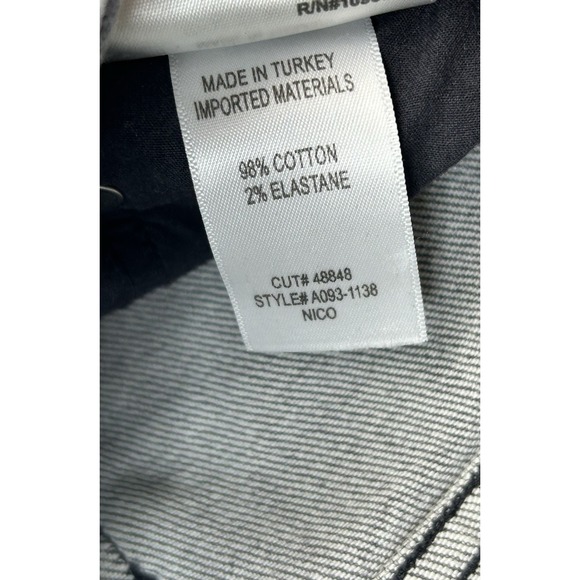 MADE IN TURKEY
IMPORTED MATERIALS
98% COTTON
2% ELASTANE
CUT# 48848
STYLE# A093-1138
NICO